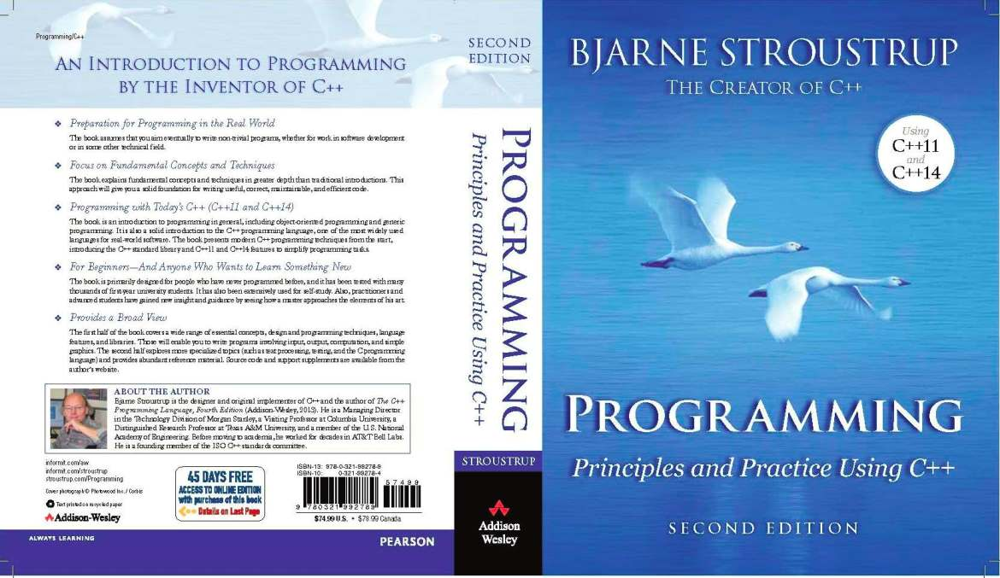 Programming/C++
AN INTRODUCTION TO PROGRAMMING
BY THE INVENTOR OF C++
❖ Preparation for Programming in the Real World
The book assumes that you aim eventually to write non-trivial programs, whether for work in software development
or in some other technical field.
❖ Focus on Fundamental Concepts and Techniques
The book explains fundamental concepts and techniques in greater depth than traditional introductions. This
approach will give you a solid foundation for writing useful, correct, maintainable, and efficient code.
❖ Programming with Today's C++ (C++11 and C++14)
The book is an introduction to programming in general, including object-oriented programming and generic
programming. It is also a solid introduction to the C++ programming language, one of the most widely used
languages for real-world software. The book presents modern C++ programming techniques from the start,
introducing the C++ standard library and C++11 and C++14 features to simplify programming tasks.
❖ For Beginners—And Anyone Who Wants to Learn Something New
The book is primarily designed for people who have never programmed before, and it has been tested with many
thousands of first-year university students. It has also been extensively used for self-study. Also, practitioners and
advanced students have gained new insight and guidance by seeing how a master approaches the elements of his art.
❖ Provides a Broad View
The first half of the book covers a wide range of essential concepts, design and programming techniques, language
features, and libraries. Those will enable you to write programs involving input, output, computation, and simple
graphics. The second half explores more specialized topics (such as text processing, testing, and the C programming
language) and provides abundant reference material. Source code and support supplements are available from the
author's website.
ABOUT THE AUTHOR
Bjarne Stroustrup is the designer and original implementer of C++ and the author of The C++
Programming Language, Fourth Edition (Addison-Wesley, 2013). He is a Managing Director
in the Technology Division of Morgan Stanley, a Visiting Professor at Columbia University, a
Distinguished Research Professor at Texas A&M University, and a member of the U.S. National
Academy of Engineering. Before moving to academia, he worked for decades in AT&T Bell Labs.
He is a founding member of the ISO C++ standards committee.
informit.com/aw
informit.com/stroustrup
stroustrup.com/Programming
Cover photograph © Photowood Inc. / Corbis
Text printed on recycled paper
Addison-Wesley
45 DAYS FREE
ACCESS TO ONLINE EDITION
with purchase of this book
Details on Last Page
ISBN-13: 978-0-321-99278-9
ISBN-10: 0-321-99278-4
57499
9 780321 992789
$74.99 U.S. • $78.99 Canada
ALWAYS LEARNING
PEARSON
SECOND
EDITION
PROGRAMMING
Principles and Practice Using C++
STROUSTRUP
Addison
Wesley
BJARNE STROUSTRUP
THE CREATOR OF C++
Using
C++11
and
C++14
PROGRAMMING
Principles and Practice Using C++
SECOND EDITION